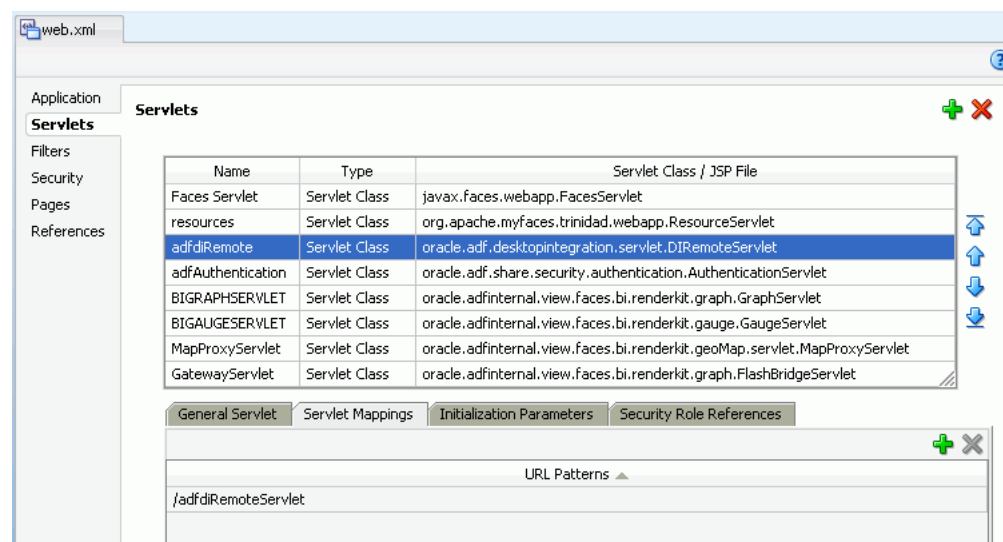 web.xml
Application
Servlets
Filters
Security
Pages
References
Servlets
Name Type Servlet Class / JSP File
Faces Servlet Servlet Class javax.faces.webapp.FacesServlet
resources Servlet Class org.apache.myfaces.trinidad.webapp.ResourceServlet
adfdiRemote Servlet Class oracle.adf.desktopintegration.servlet.DIRemoteServlet
adfAuthentication Servlet Class oracle.adf.share.security.authentication.AuthenticationServlet
BIGRAPHSERVLET Servlet Class oracle.adfinternal.view.faces.bi.renderkit.graph.GraphServlet
BIGAUGESERVLET Servlet Class oracle.adfinternal.view.faces.bi.renderkit.gauge.GaugeServlet
MapProxyServlet Servlet Class oracle.adfinternal.view.faces.bi.renderkit.geoMap.servlet.MapProxyServlet
GatewayServlet Servlet Class oracle.adfinternal.view.faces.bi.renderkit.graph.FlashBridgeServlet
General Servlet Servlet Mappings Initialization Parameters Security Role References
URL Patterns
/adfdiRemoteServlet